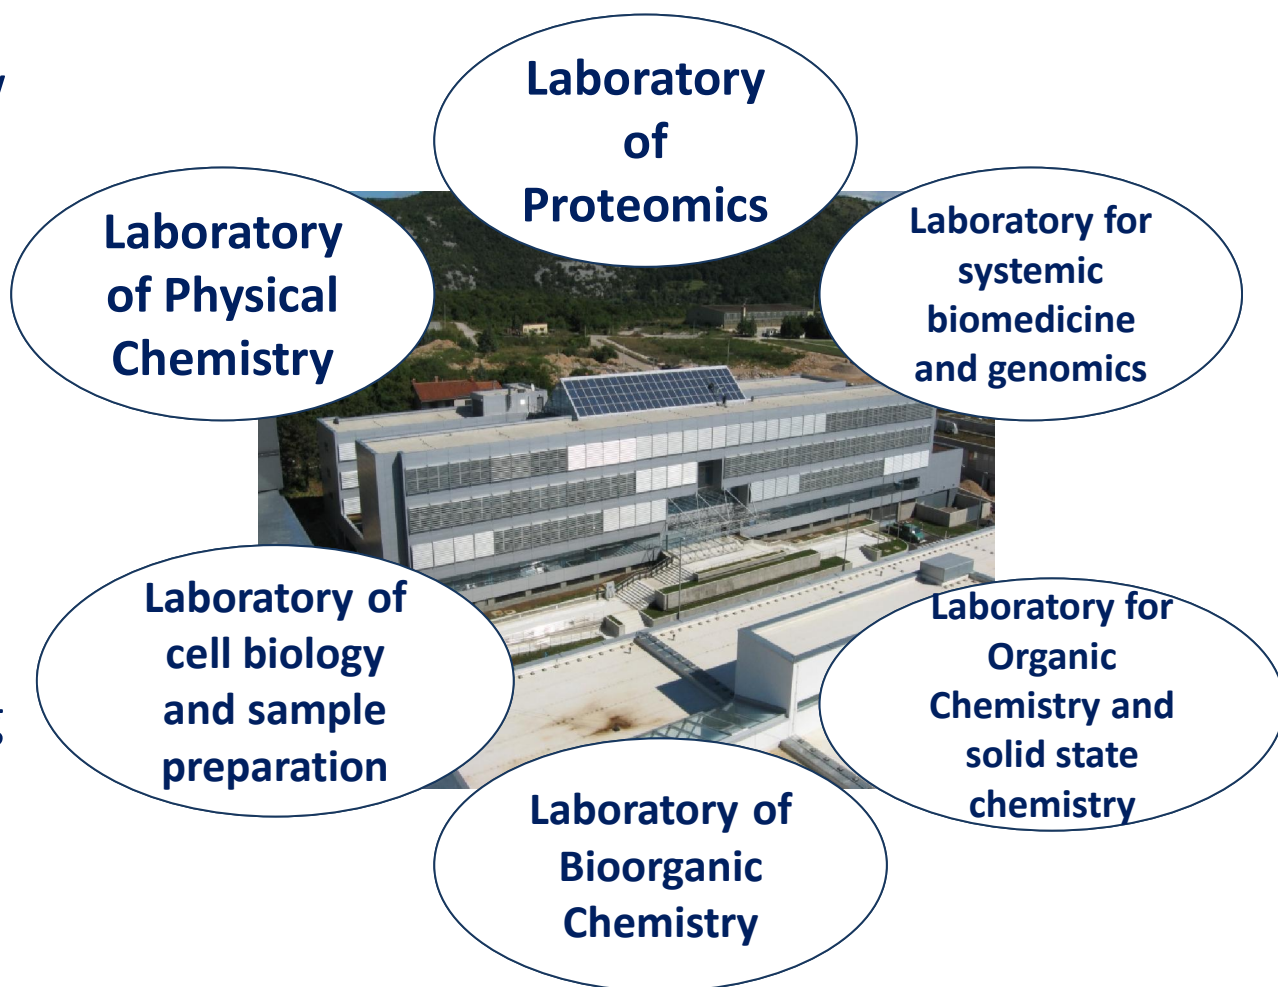 Laboratory
of
Proteomics
Laboratory
of Physical
Chemistry
Laboratory for
systemic
biomedicine
and genomics
Laboratory of
cell biology
and sample
preparation
Laboratory for
Organic
Chemistry and
solid state
chemistry
Laboratory of
Bioorganic
Chemistry